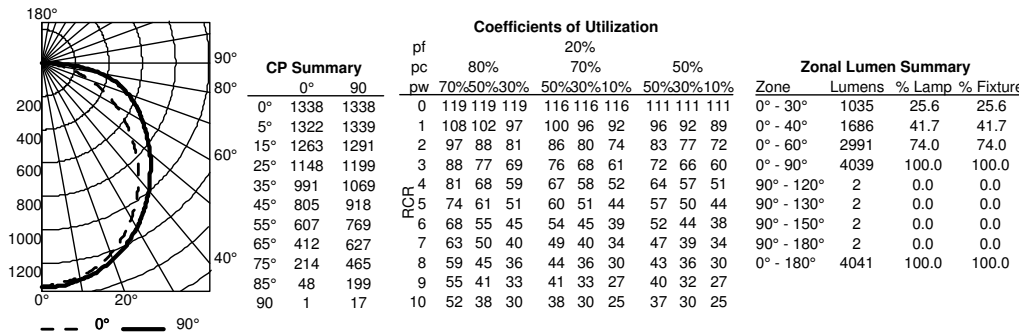 180°
90°
80°
60°
40°
200
400
600
800
1000
1200
0° 20°
0° 90°
CP Summary
0° 90
0° 1338 1338
5° 1322 1339
15° 1263 1291
25° 1148 1199
35° 991 1069
45° 805 918
55° 607 769
65° 412 627
75° 214 465
85° 48 199
90 1 17
Coefficients of Utilization
pf 20%
pc 80% 70% 50%
pw 70%50%30% 50%30%10% 50%30%10%
RCR
0 119 119 119 116 116 116 111 111 111
1 108 102 97 100 96 92 96 92 89
2 97 88 81 86 80 74 83 77 72
3 88 77 69 76 68 61 72 66 60
4 81 68 59 67 58 52 64 57 51
5 74 61 51 60 51 44 57 50 44
6 68 55 45 54 45 39 52 44 38
7 63 50 40 49 40 34 47 39 34
8 59 45 36 44 36 30 43 36 30
9 55 41 33 41 33 27 40 32 27
10 52 38 30 38 30 25 37 30 25
Zonal Lumen Summary
Zone Lumens % Lamp % Fixture
0° - 30° 1035 25.6 25.6
0° - 40° 1686 41.7 41.7
0° - 60° 2991 74.0 74.0
0° - 90° 4039 100.0 100.0
90° - 120° 2 0.0 0.0
90° - 130° 2 0.0 0.0
90° - 150° 2 0.0 0.0
90° - 180° 2 0.0 0.0
0° - 180° 4041 100.0 100.0